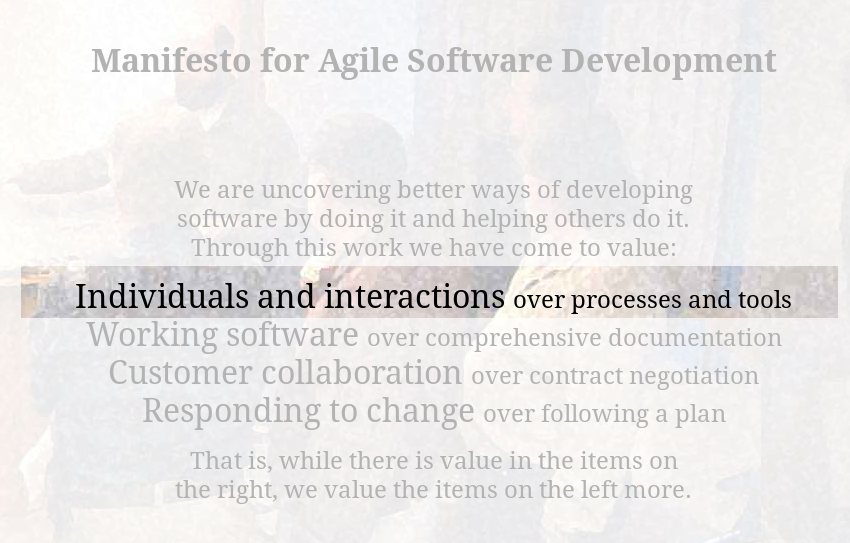 Manifesto for Agile Software Development
We are uncovering better ways of developing
software by doing it and helping others do it.
Through this work we have come to value:
Individuals and interactions over processes and tools
Working software over comprehensive documentation
Customer collaboration over contract negotiation
Responding to change over following a plan
That is, while there is value in the items on
the right, we value the items on the left more.